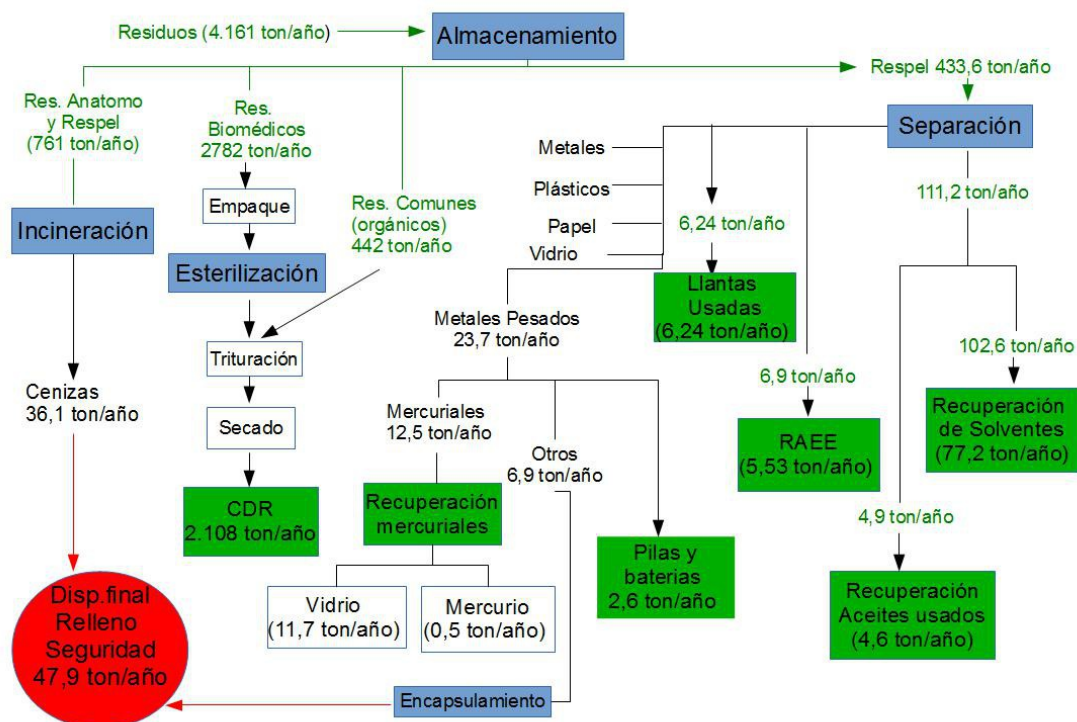 Residuos (4.161 ton/año)
Almacenamiento
Respel 433,6 ton/año
Res. Anatomo
y Respel
(761 ton/año)
Res.
Biomédicos
2782 ton/año
Separación
Metales
Plásticos
Papel
Vidrio
111,2 ton/año
Empaque
Res. Comunes
(orgánicos)
442 ton/año
6,24 ton/año
Incineración
Esterilización
Llantas
Usadas
(6,24 ton/año)
Metales Pesados
23,7 ton/año
Trituración
102,6 ton/año
6,9 ton/año
Cenizas
36,1 ton/año
Secado
Mercuriales
12,5 ton/año
Otros
6,9 ton/año
RAEE
(5,53 ton/año)
Recuperación
de Solventes
(77,2 ton/año)
CDR
2.108 ton/año
Recuperación
mercuriales
4,9 ton/año
Pilas y
baterias
2,6 ton/año
Disp.final
Relleno
Seguridad
47,9 ton/año
Vidrio
(11,7 ton/año)
Mercurio
(0,5 ton/año)
Recuperación
Aceites usados
(4,6 ton/año)
Encapsulamiento